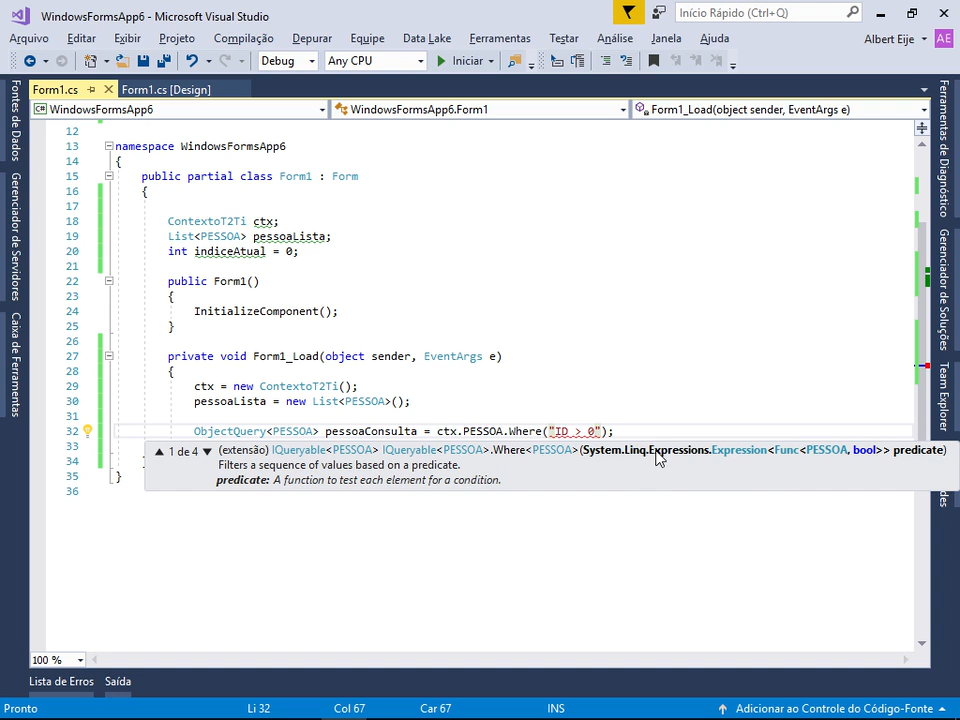 WindowsFormsApp6 - Microsoft Visual Studio
Início Rápido (Ctrl+Q)
Arquivo Editar Exibir Projeto Compilação Depurar Equipe Data Lake Ferramentas Testar Análise Janela Ajuda Albert Eije AE
Debug Any CPU Iniciar
Form1.cs Form1.cs [Design]
WindowsFormsApp6 WindowsFormsApp6.Form1 Form1_Load(object sender, EventArgs e)
Fontes de Dados
Gerenciador de Servidores
Caixa de Ferramentas
12
13 namespace WindowsFormsApp6
14 {
15 public partial class Form1 : Form
16 {
17
18 ContextoT2Ti ctx;
19 List<PESSOA> pessoaLista;
20 int indiceAtual = 0;
21
22 public Form1()
23 {
24 InitializeComponent();
25 }
26
27 private void Form1_Load(object sender, EventArgs e)
28 {
29 ctx = new ContextoT2Ti();
30 pessoaLista = new List<PESSOA>();
31
32 ObjectQuery<PESSOA> pessoaConsulta = ctx.PESSOA.Where("ID > 0");
33
34
35 }
36
1 de 4 (extensão) IQueryable<PESSOA> IQueryable<PESSOA>.Where<PESSOA>(System.Linq.Expressions.Expression<Func<PESSOA, bool>> predicate)
Filters a sequence of values based on a predicate.
predicate: A function to test each element for a condition.
Ferramentas de Diagnóstico
Gerenciador de Soluções
Team Explorer
100 %
Lista de Erros Saída
Pronto Li 32 Col 67 Car 67 INS Adicionar ao Controle do Código-Fonte